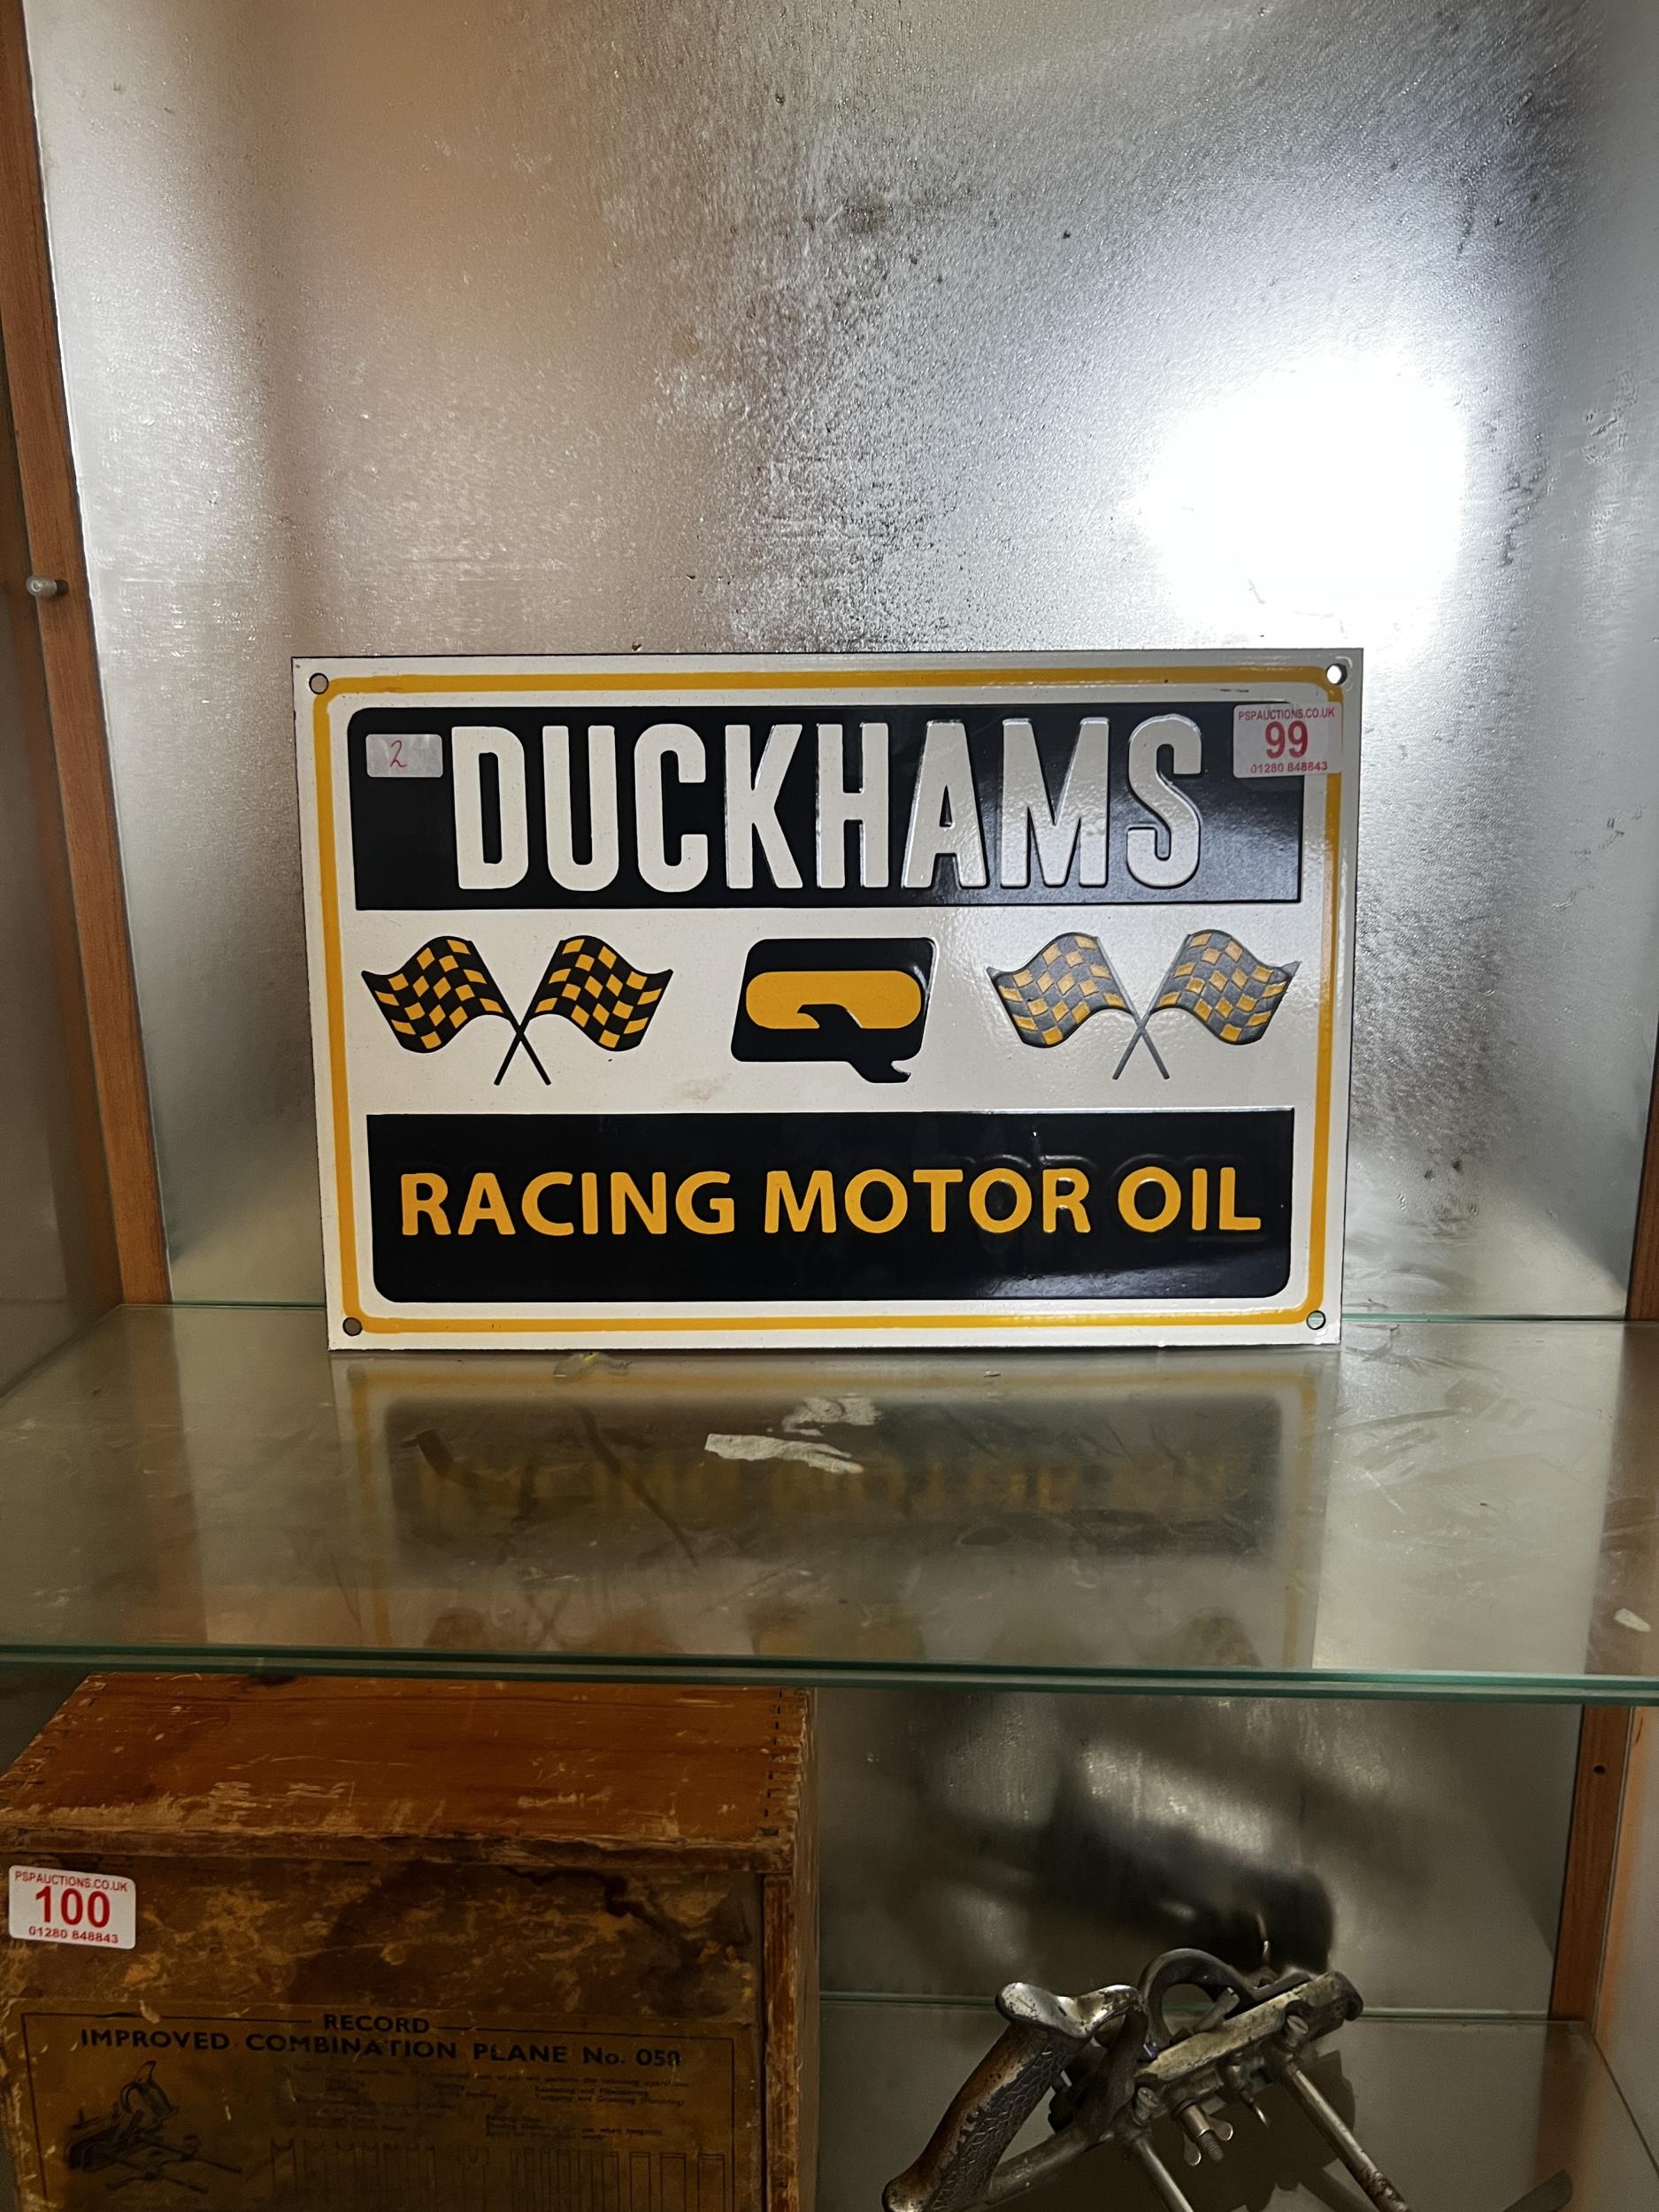 DUCKHAMS
2
PSPAUCTIONS.CO.UK
99
01280 848843
Q
RACING MOTOR OIL
PSPAUCTIONS.CO.UK
100
01280 848843
RECORD
IMPROVED COMBINATION PLANE No. 050